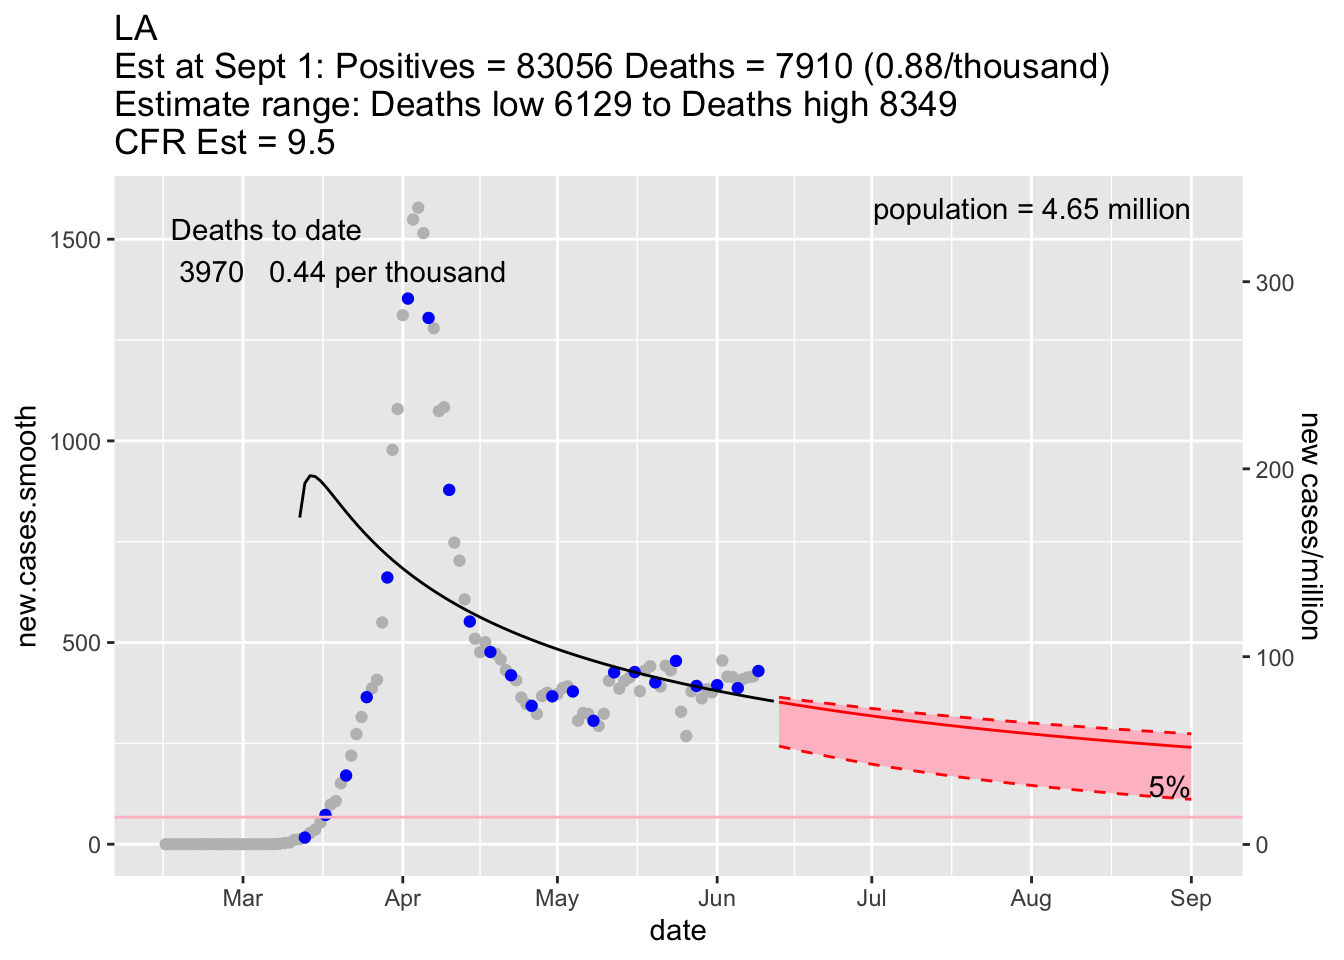 LA
Est at Sept 1: Positives = 83056 Deaths = 7910 (0.88/thousand)
Estimate range: Deaths low 6129 to Deaths high 8349
CFR Est = 9.5
population = 4.65 million
Deaths to date
3970 0.44 per thousand
1500
1000
500
0
new.cases.smooth
300
200
100
0
new cases/million
5%
Mar Apr May Jun Jul Aug Sep
date